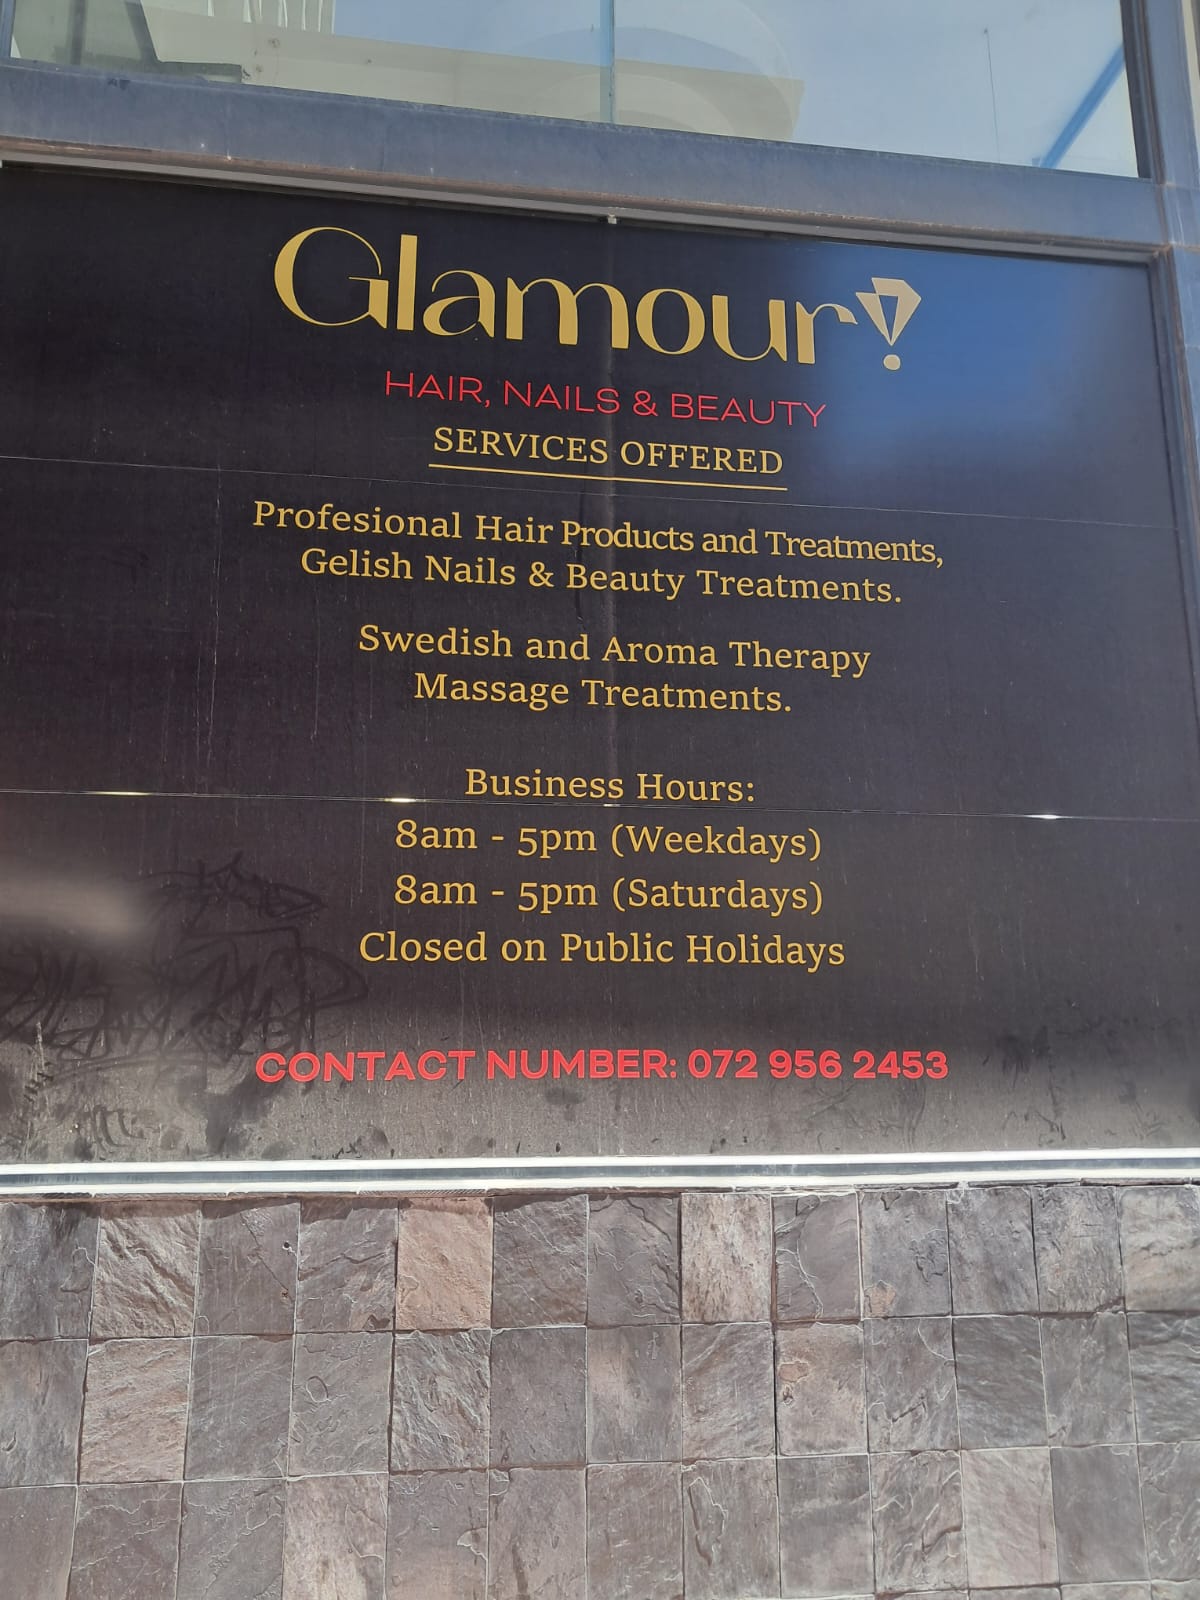 Glamour!
HAIR, NAILS & BEAUTY
SERVICES OFFERED
Profesional Hair Products and Treatments,
Gelish Nails & Beauty Treatments.
Swedish and Aroma Therapy
Massage Treatments.
Business Hours:
8am - 5pm (Weekdays)
8am - 5pm (Saturdays)
Closed on Public Holidays
CONTACT NUMBER: 072 956 2453